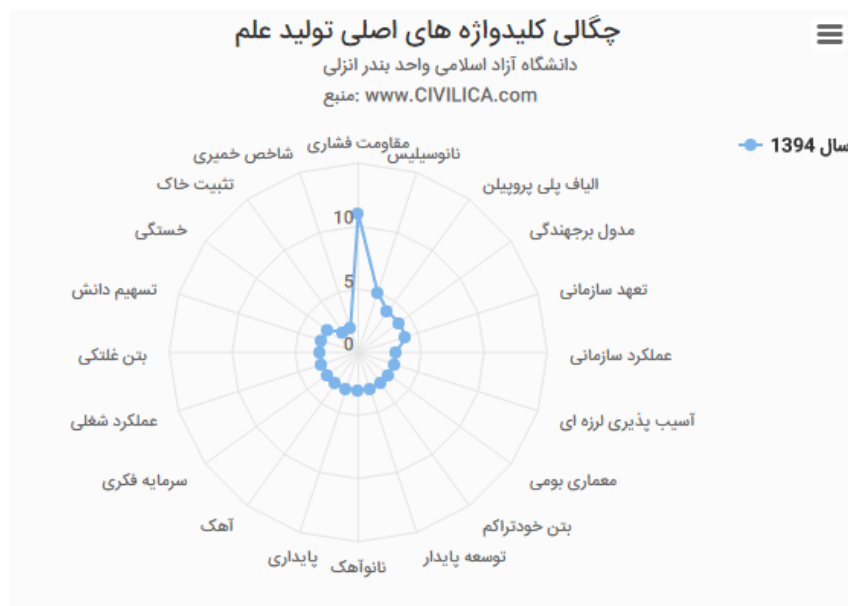 چگالی کلیدواژه های اصلی تولید علم
دانشگاه آزاد اسلامی واحد بندر انزلی
منبع: www.CIVILICA.com
سال 1394
مقاومت فشاری
نانوسیلیس
الیاف پلی پروپیلن
مدول برجهندگی
تعهد سازمانی
عملکرد سازمانی
آسیب پذیری لرزه ای
معماری بومی
بتن خودتراکم
توسعه پایدار
نانوآهک
پایداری
آهک
سرمایه فکری
عملکرد شغلی
بتن غلتکی
تسهیم دانش
خستگی
تثبیت خاک
شاخص خمیری
10
5
0